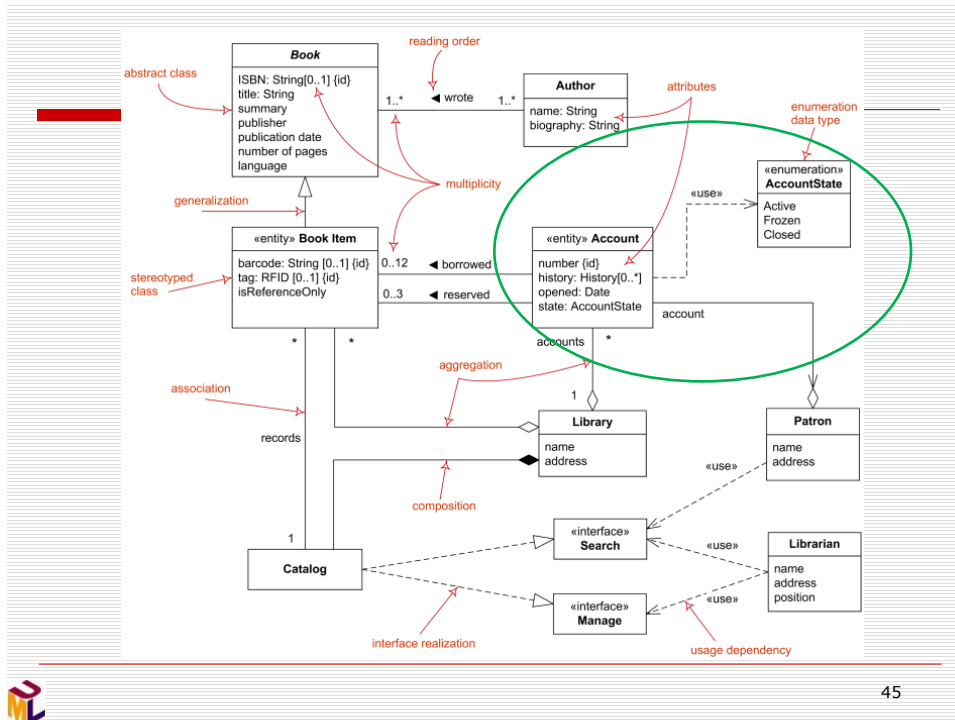 reading order
Book
abstract class
ISBN: String[0..1] {id}
title: String
summary
publisher
publication date
number of pages
language
1..*
◄ wrote
1..*
Author
name: String
biography: String
attributes
enumeration
data type
«enumeration»
AccountState
Active
Frozen
Closed
multiplicity
«use»
generalization
«entity» Book Item
barcode: String [0..1] {id}
tag: RFID [0..1] {id}
isReferenceOnly
stereotyped
class
0..12
◄ borrowed
0..3
◄ reserved
«entity» Account
number {id}
history: History[0..*]
opened: Date
state: AccountState
account
*
*
accounts
*
aggregation
association
1
records
Library
name
address
Patron
name
address
composition
«use»
1
Catalog
«interface»
Search
«use»
Librarian
name
address
position
«interface»
Manage
«use»
interface realization
usage dependency
45
UML